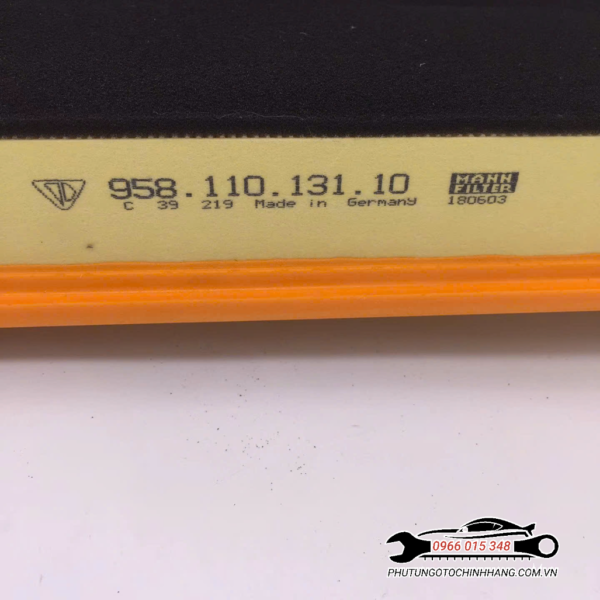 958.110.131.10
MANN
FILTER
C 39 219 Made in Germany
180603
0966 015 348
PHUTUNGOTOCHINHHANG.COM.VN